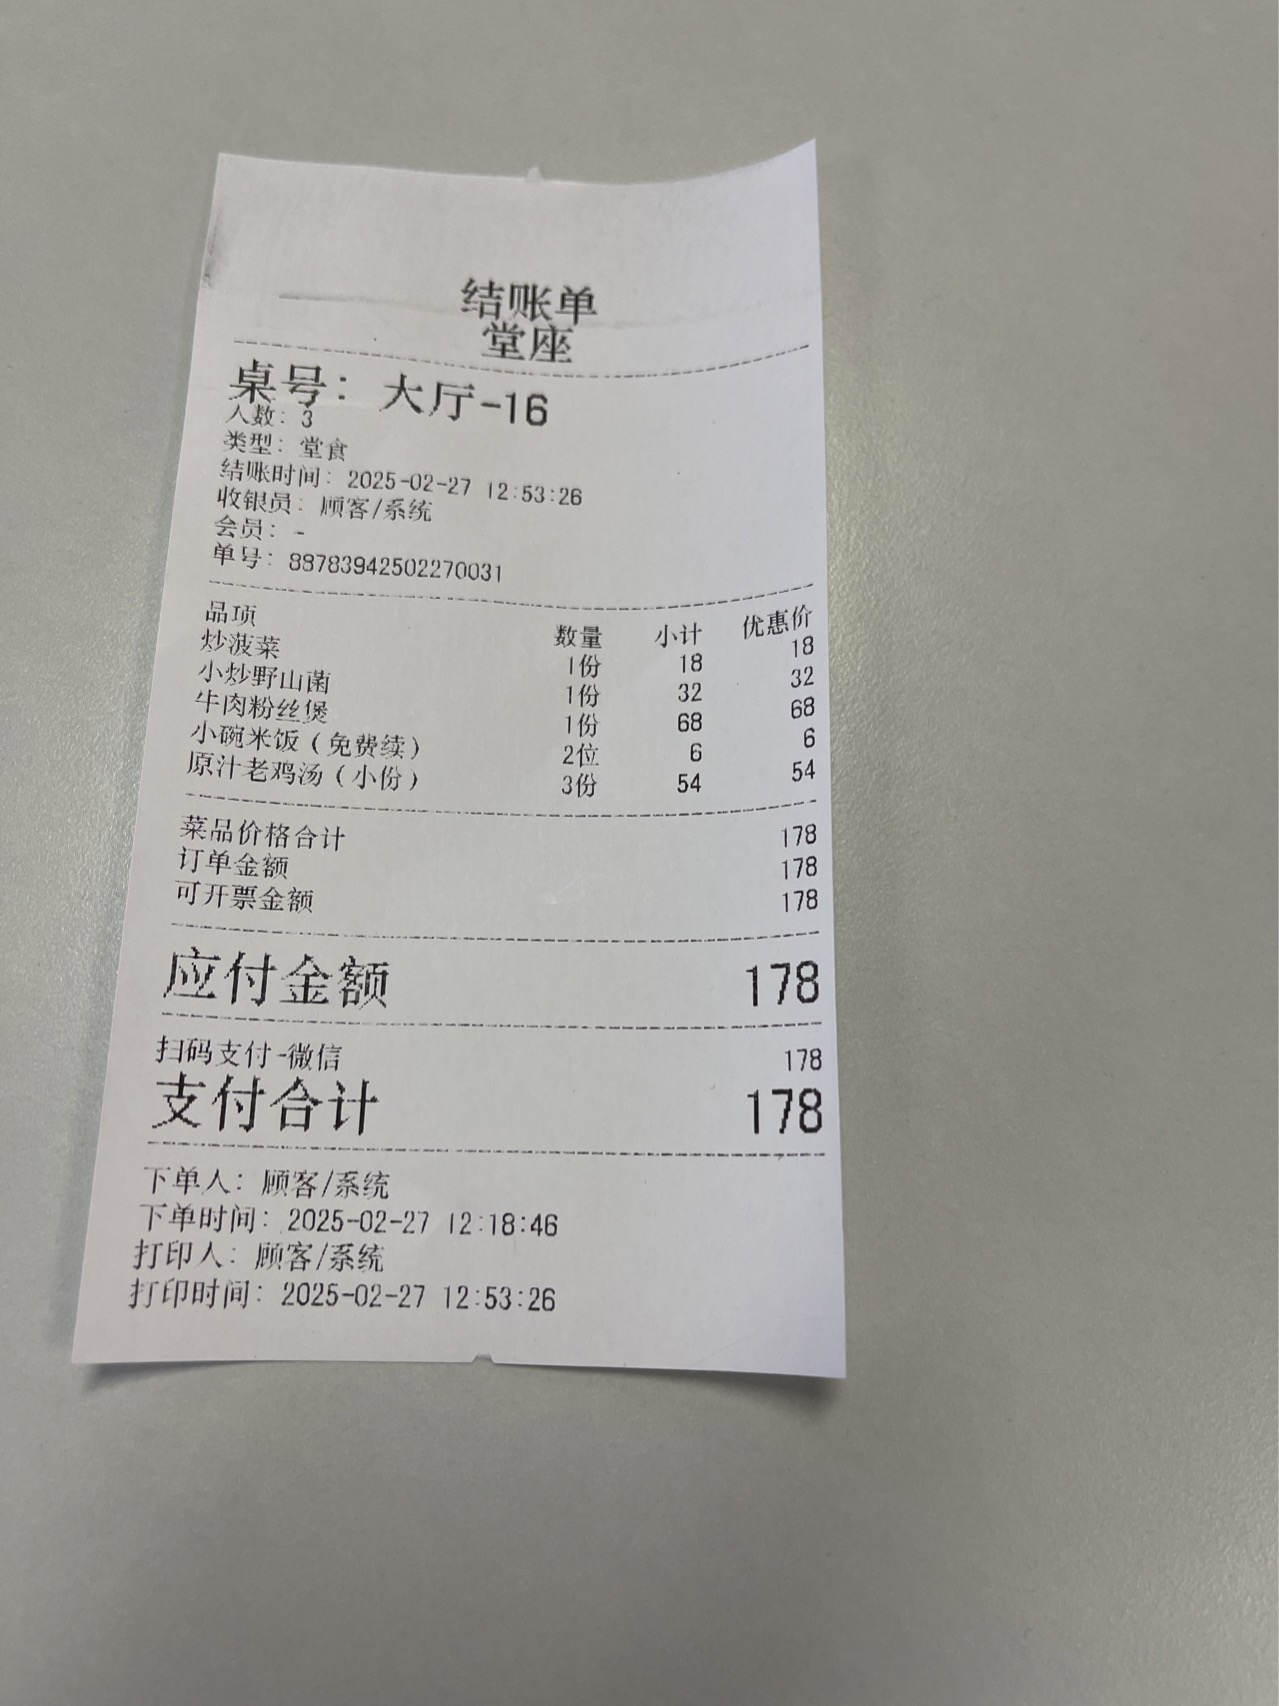 结账单
堂座
桌号：大厅-16
人数：3
类型：堂食
结账时间：2025-02-27 12:53:26
收银员：顾客/系统
会员：-
单号：88783942502270031
品项 数量 小计 优惠价
炒菠菜 1份 18 18
小炒野山菌 1份 32 32
牛肉粉丝煲 1份 68 68
小碗米饭（免费续） 2位 6 6
原汁老鸡汤（小份） 3份 54 54
菜品价格合计 178
订单金额 178
可开票金额 178
应付金额 178
扫码支付-微信 178
支付合计 178
下单人：顾客/系统
下单时间：2025-02-27 12:18:46
打印人：顾客/系统
打印时间：2025-02-27 12:53:26